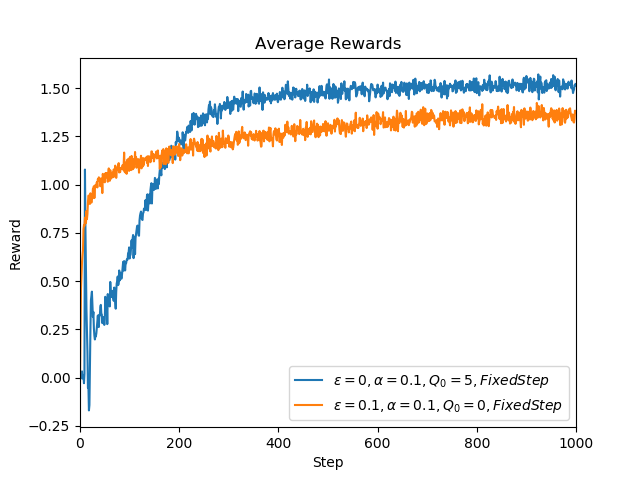 Average Rewards
Reward
1.50
1.25
1.00
0.75
0.50
0.25
0.00
−0.25
0 200 400 600 800 1000
Step
ε = 0, α = 0.1, Q₀ = 5, FixedStep
ε = 0.1, α = 0.1, Q₀ = 0, FixedStep